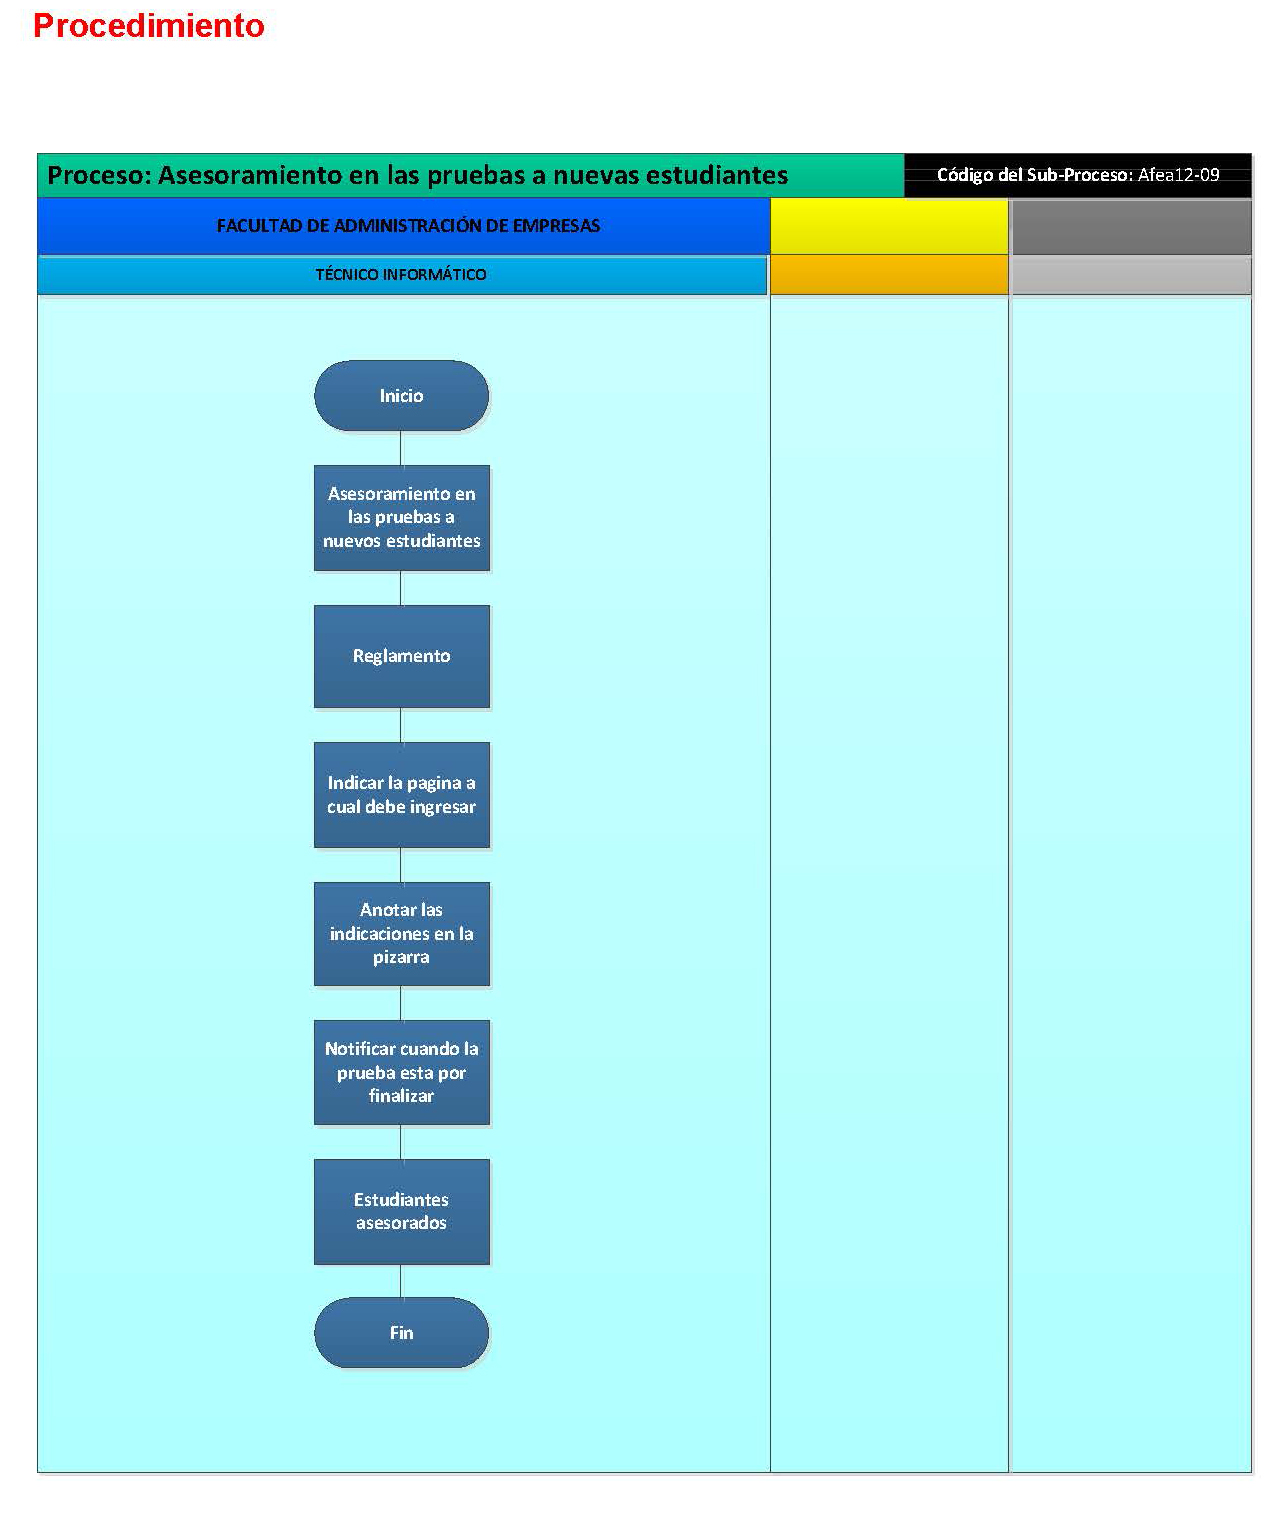 Procedimiento
Proceso: Asesoramiento en las pruebas a nuevas estudiantes
Código del Sub-Proceso: Afea12-09
FACULTAD DE ADMINISTRACIÓN DE EMPRESAS
TÉCNICO INFORMÁTICO
Inicio
Asesoramiento en
las pruebas a
nuevos estudiantes
Reglamento
Indicar la pagina a
cual debe ingresar
Anotar las
indicaciones en la
pizarra
Notificar cuando la
prueba esta por
finalizar
Estudiantes
asesorados
Fin